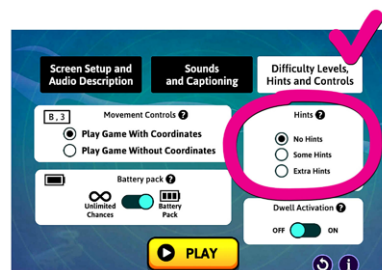 Screen Setup and
Audio Description
Sounds
and Captioning
Difficulty Levels,
Hints and Controls
B , 3
Movement Controls ?
Play Game With Coordinates
Play Game Without Coordinates
Hints ?
No Hints
Some Hints
Extra Hints
Battery pack ?
Unlimited
Chances
Battery
Pack
Dwell Activation ?
OFF
ON
PLAY
i